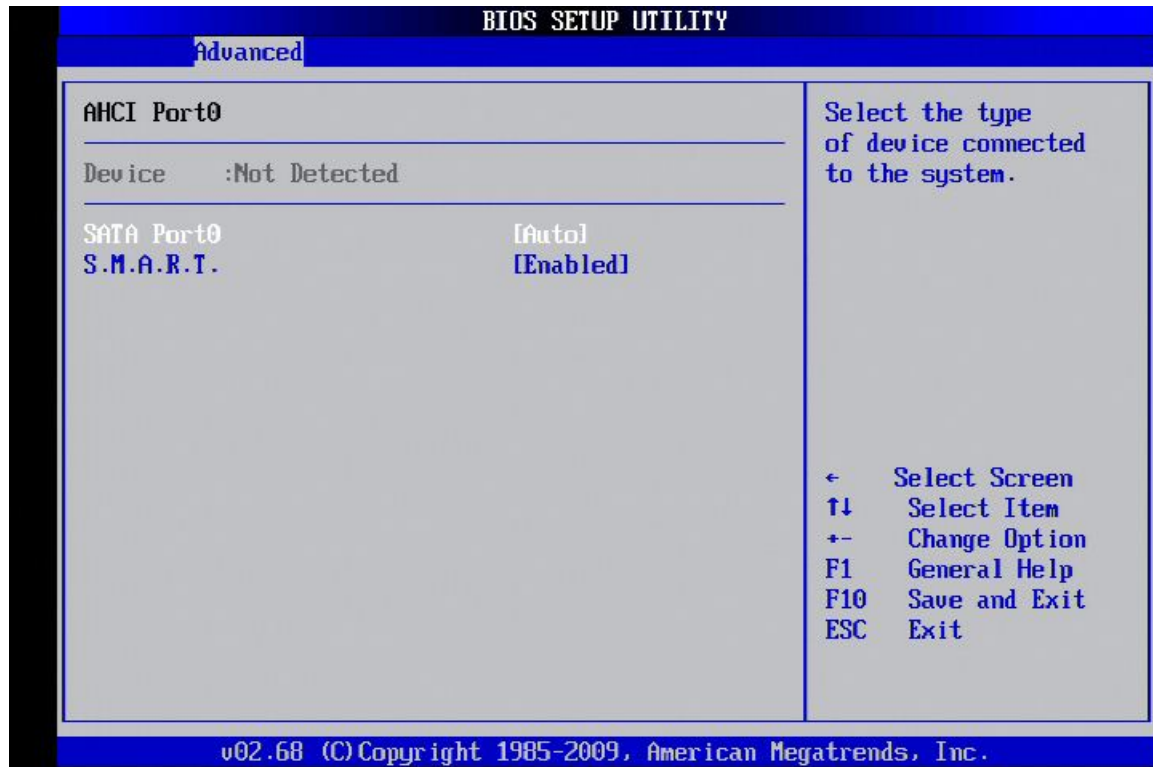 BIOS SETUP UTILITY
Advanced
AHCI Port0
Device :Not Detected
SATA Port0 [Auto]
S.M.A.R.T. [Enabled]
Select the type
of device connected
to the system.
← Select Screen
↑↓ Select Item
+- Change Option
F1 General Help
F10 Save and Exit
ESC Exit
v02.68 (C)Copyright 1985-2009, American Megatrends, Inc.